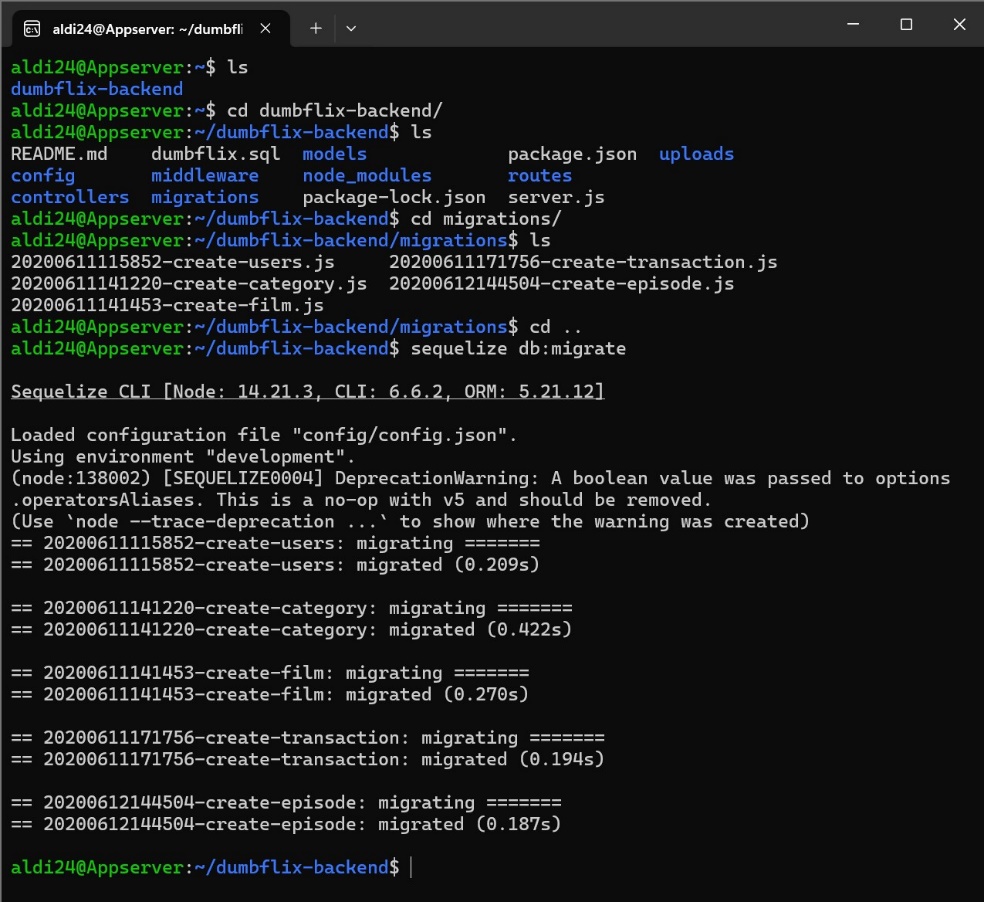 aldi24@Appserver: ~/dumbfli
aldi24@Appserver:~$ ls
dumbflix-backend
aldi24@Appserver:~$ cd dumbflix-backend/
aldi24@Appserver:~/dumbflix-backend$ ls
README.md    dumbflix.sql  models             package.json  uploads
config       middleware    node_modules       routes
controllers  migrations    package-lock.json  server.js
aldi24@Appserver:~/dumbflix-backend$ cd migrations/
aldi24@Appserver:~/dumbflix-backend/migrations$ ls
20200611115852-create-users.js     20200611171756-create-transaction.js
20200611141220-create-category.js  20200612144504-create-episode.js
20200611141453-create-film.js
aldi24@Appserver:~/dumbflix-backend/migrations$ cd ..
aldi24@Appserver:~/dumbflix-backend$ sequelize db:migrate
Sequelize CLI [Node: 14.21.3, CLI: 6.6.2, ORM: 5.21.12]
Loaded configuration file "config/config.json".
Using environment "development".
(node:138002) [SEQUELIZE0004] DeprecationWarning: A boolean value was passed to options
.operatorsAliases. This is a no-op with v5 and should be removed.
(Use `node --trace-deprecation ...` to show where the warning was created)
== 20200611115852-create-users: migrating =======
== 20200611115852-create-users: migrated (0.209s)
== 20200611141220-create-category: migrating =======
== 20200611141220-create-category: migrated (0.422s)
== 20200611141453-create-film: migrating =======
== 20200611141453-create-film: migrated (0.270s)
== 20200611171756-create-transaction: migrating =======
== 20200611171756-create-transaction: migrated (0.194s)
== 20200612144504-create-episode: migrating =======
== 20200612144504-create-episode: migrated (0.187s)
aldi24@Appserver:~/dumbflix-backend$